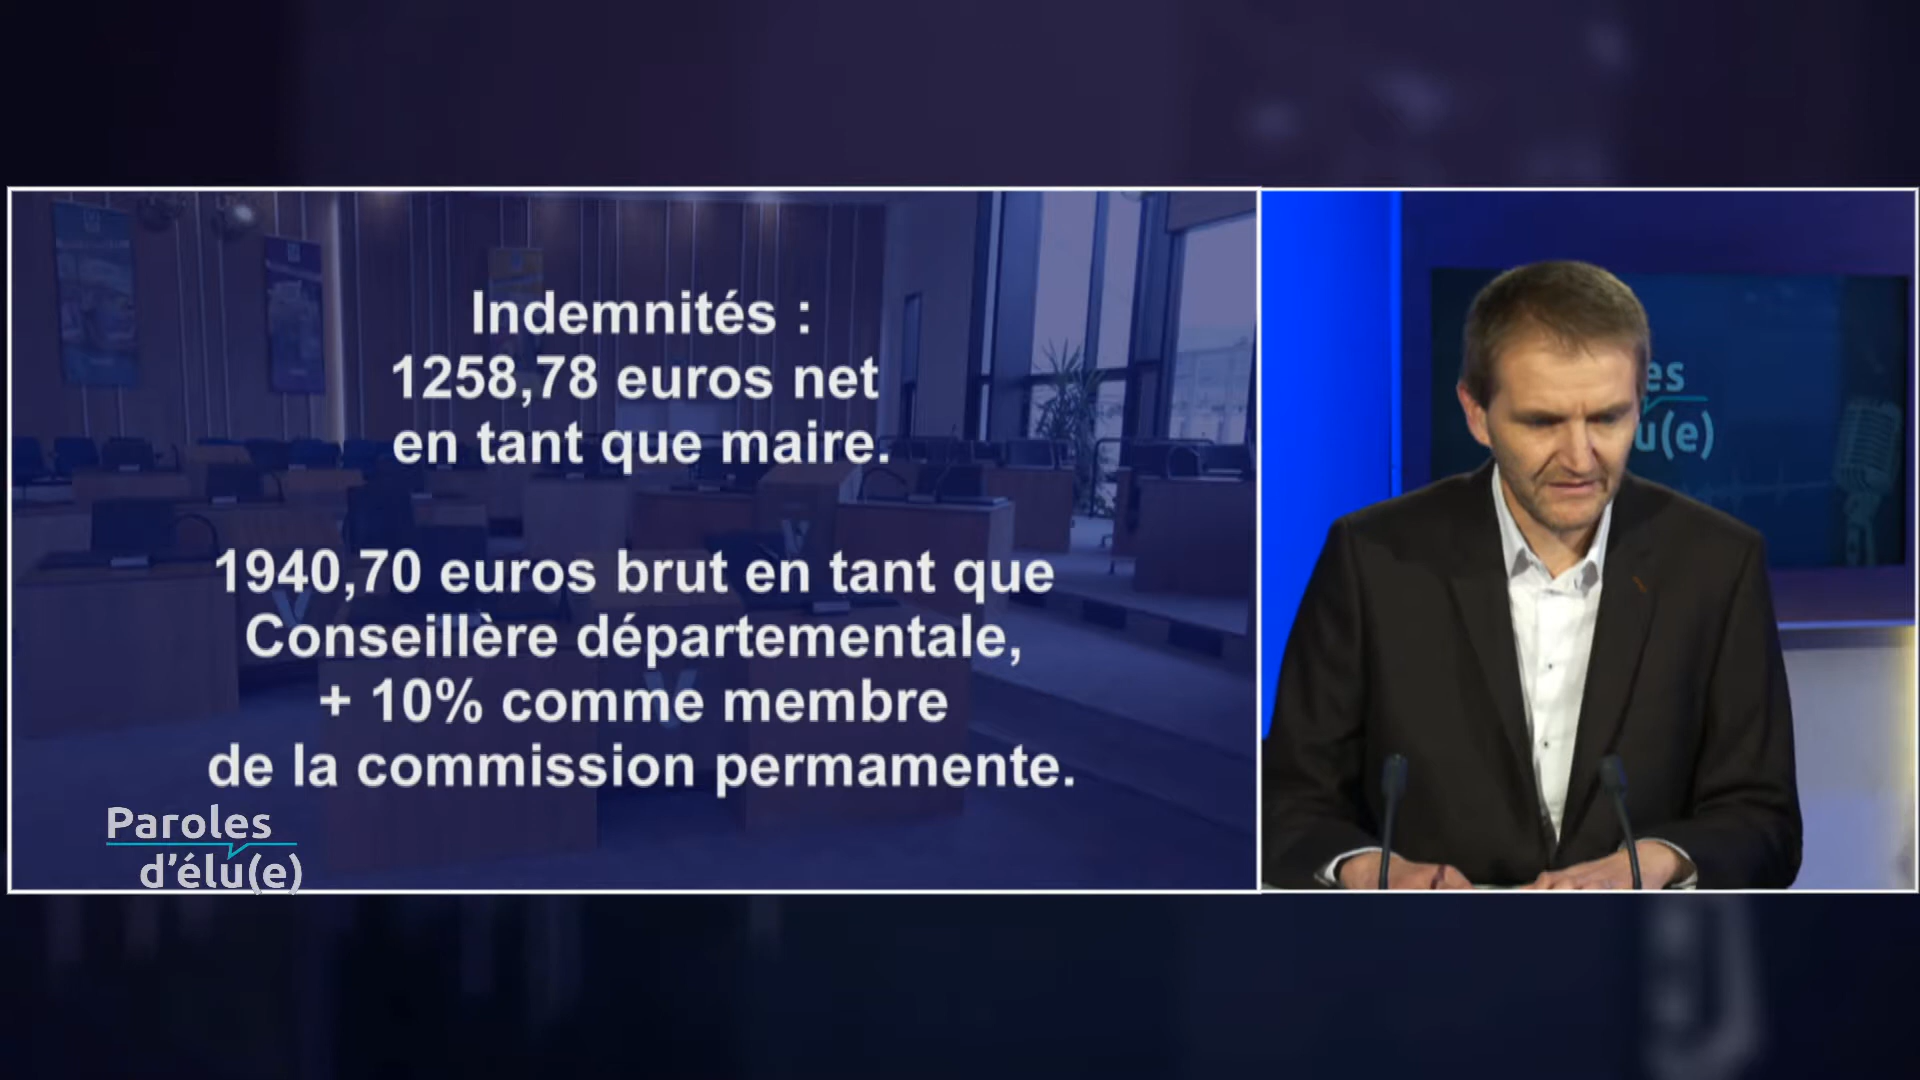 Indemnités :
1258,78 euros net
en tant que maire.
1940,70 euros brut en tant que
Conseillère départementale,
+ 10% comme membre
de la commission permamente.
Paroles
d'élu(e)
es
u(e)